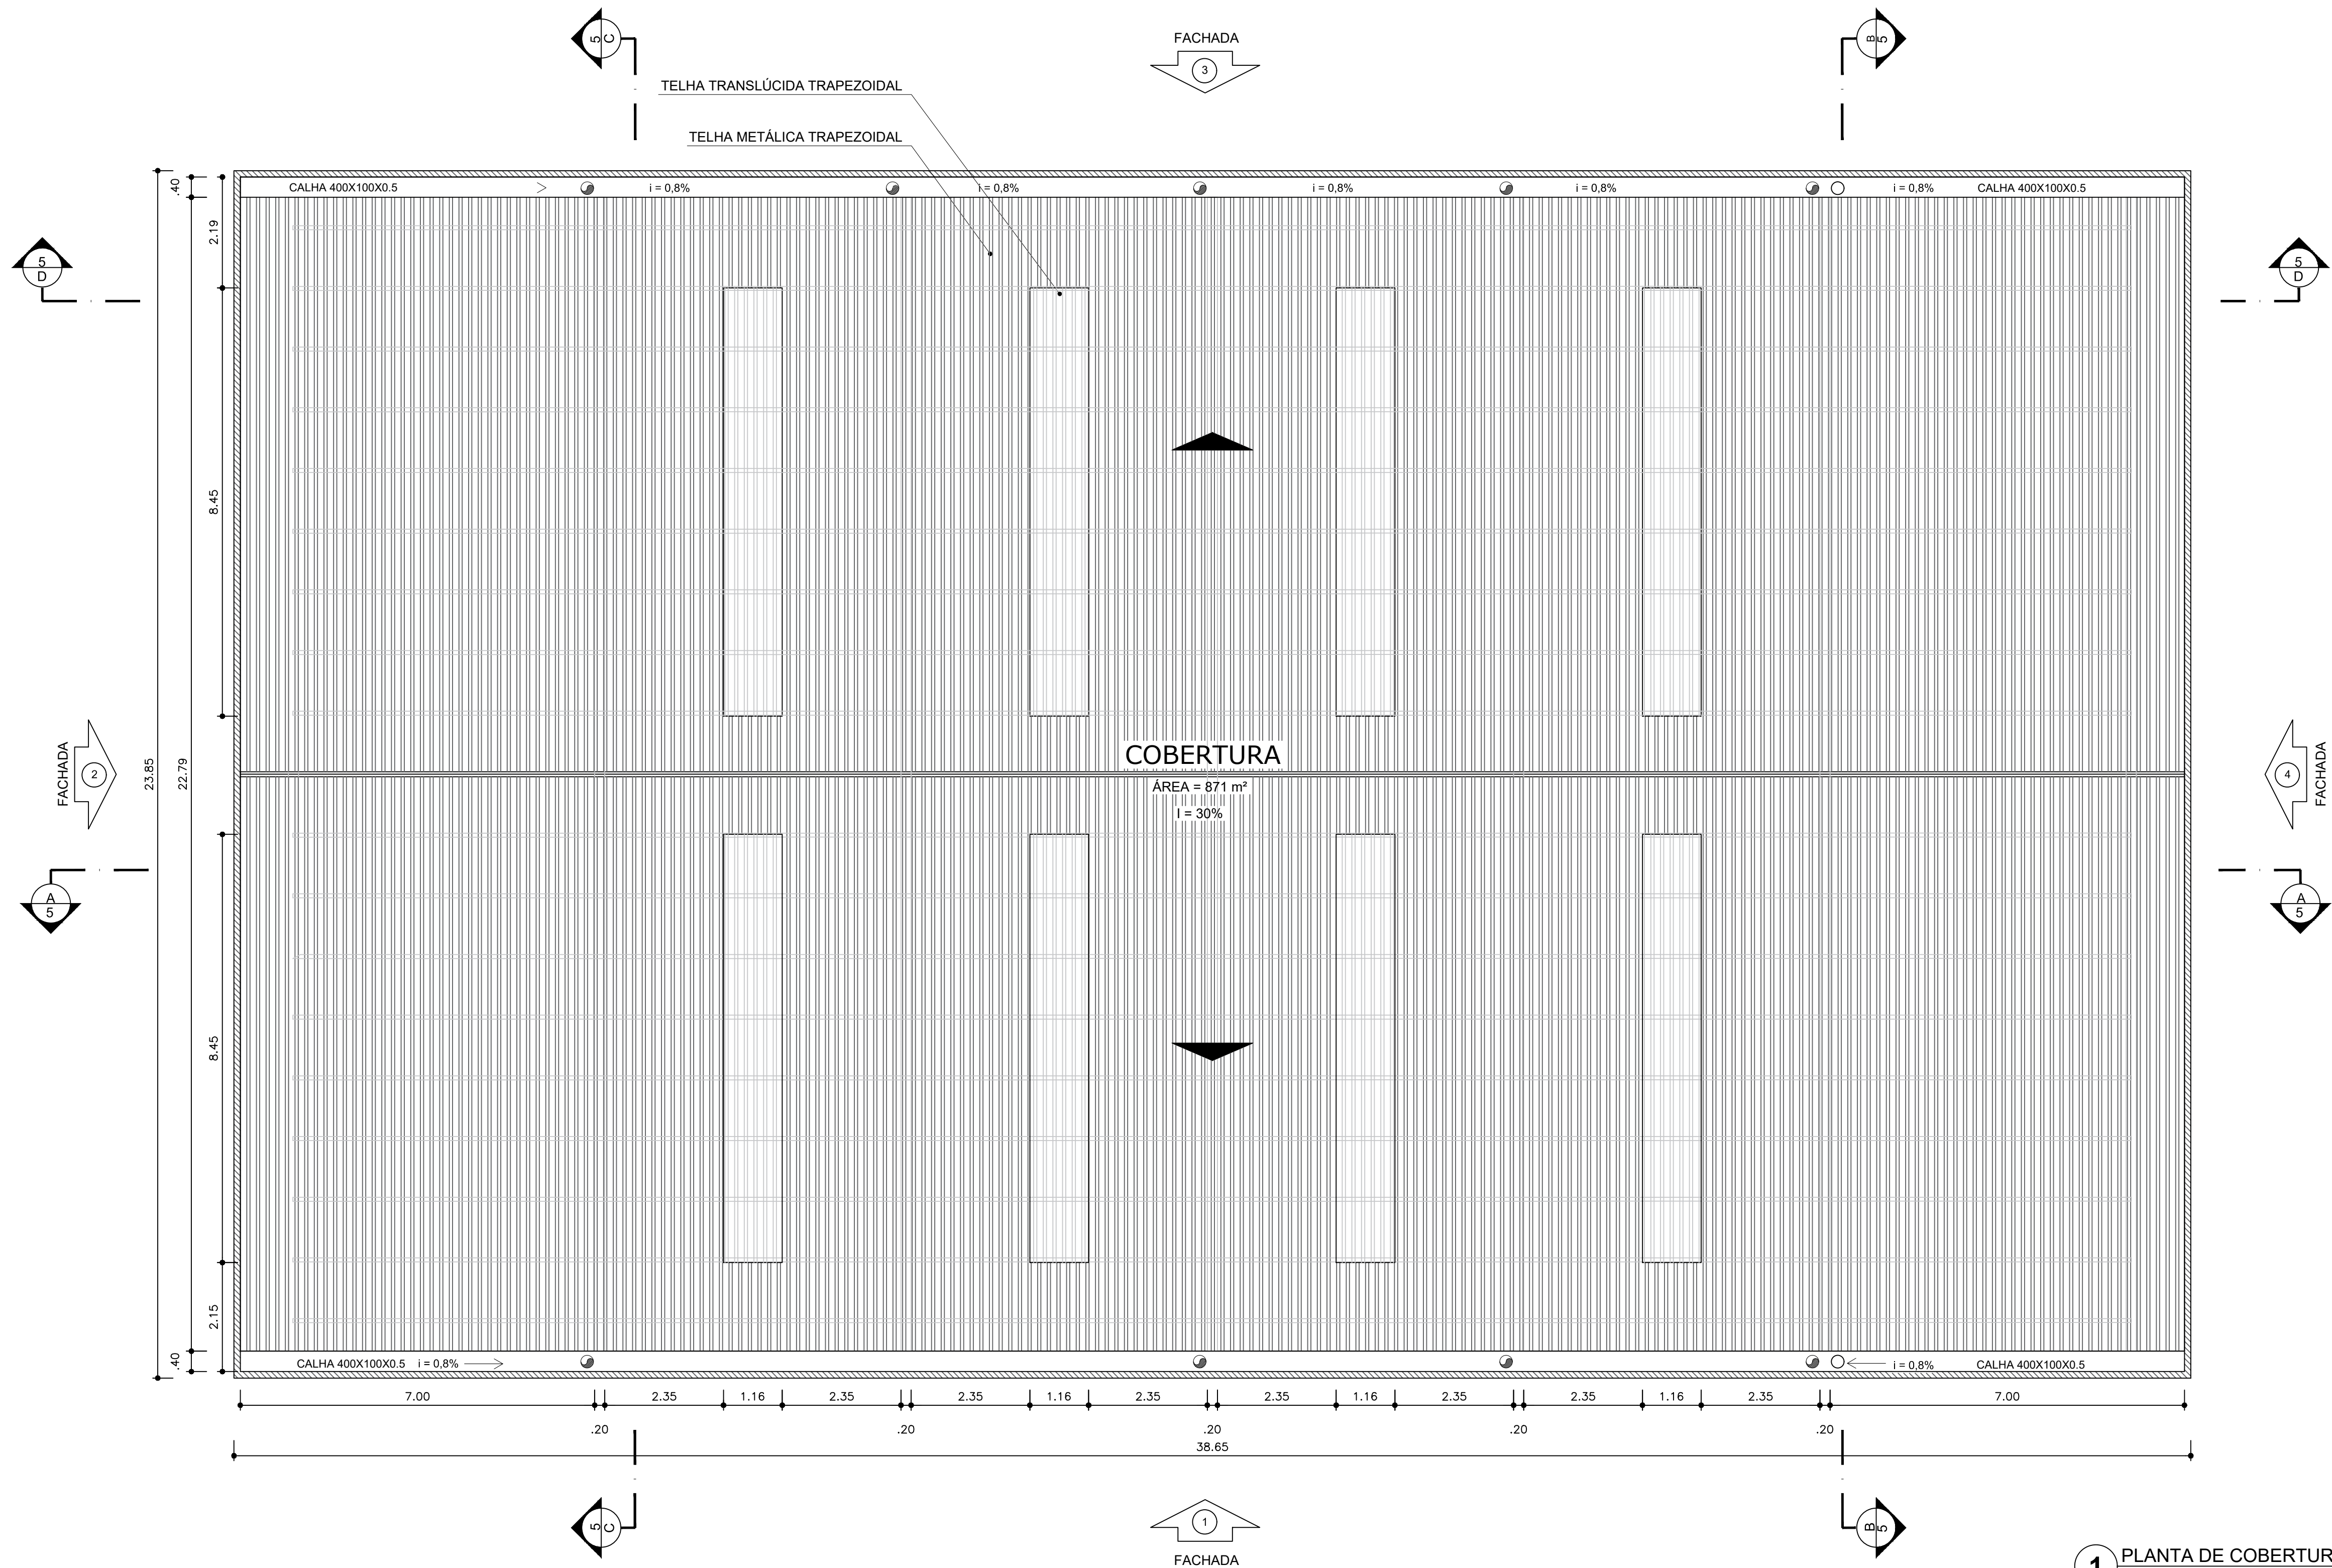 5
C
FACHADA
3
B
5
TELHA TRANSLÚCIDA TRAPEZOIDAL
TELHA METÁLICA TRAPEZOIDAL
.40
CALHA 400X100X0.5
i = 0,8%
i = 0,8%
i = 0,8%
i = 0,8%
i = 0,8%
CALHA 400X100X0.5
2.19
5
D
5
D
8.45
FACHADA
2
23.85
22.79
COBERTURA
ÁREA = 871 m²
I = 30%
4
FACHADA
A
5
A
5
8.45
2.15
.40
CALHA 400X100X0.5 i = 0,8%
i = 0,8%
CALHA 400X100X0.5
7.00
2.35
1.16
2.35
2.35
1.16
2.35
2.35
1.16
2.35
2.35
1.16
2.35
7.00
.20
.20
.20
.20
.20
38.65
5
C
1
FACHADA
B
5
1
PLANTA DE COBERTUR